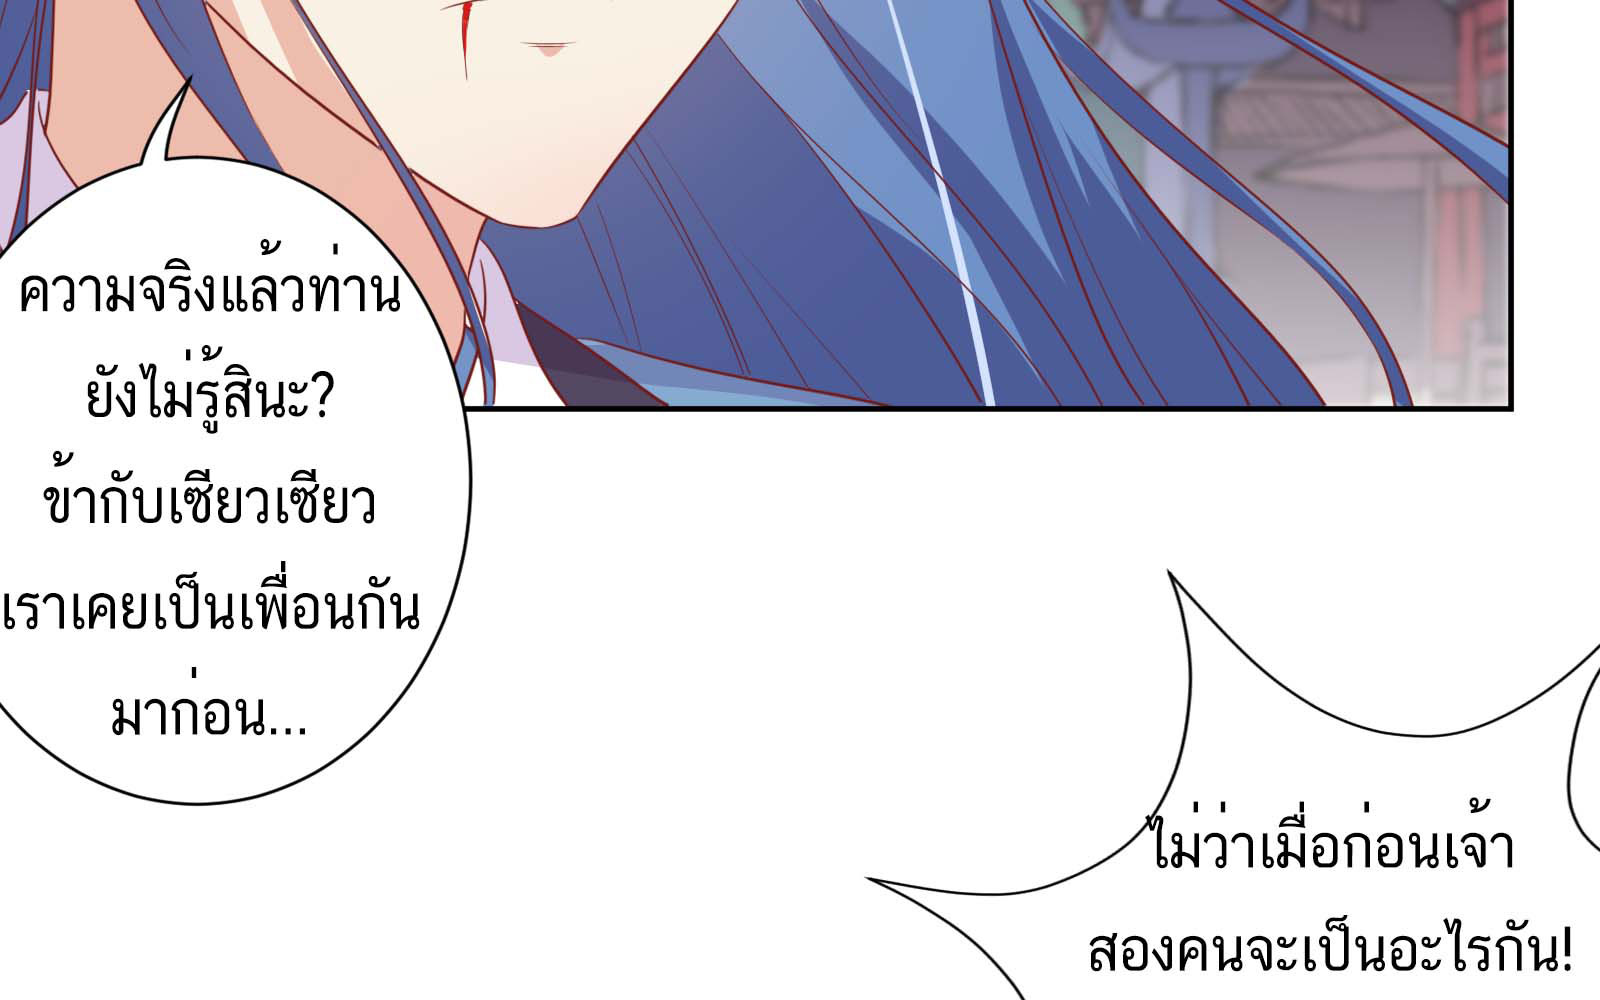 ความจริงแล้วท่าน
ยังไม่รู้สินะ?
ข้ากับเซียวเซียว
เราเคยเป็นเพื่อนกัน
มาก่อน...
ไม่ว่าเมื่อก่อนเจ้า
สองคนจะเป็นอะไรกัน!